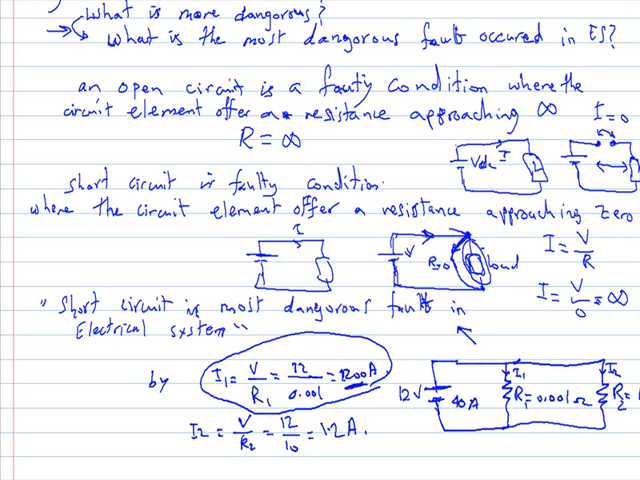 What is more dangorous?
What is the most dangorous fault occured in ES?
an open circuit is a faulty condition where the
circuit element offer a resistance approaching ∞
R = ∞
I=0
Vdc
I
short circuit is faulty condition
where the circuit element offer a resistance approaching zero
I
V
R=0
load
I = V/R
I = V/0 = ∞
"short circuit is most dangorous fault in
Electrical system"
by
I1 = V/R1 = 12/0.001 = 1200A
I2 = V/R2 = 12/10 = 1.2 A.
12V
40A
I1
R1=0.001Ω
I2
R2=